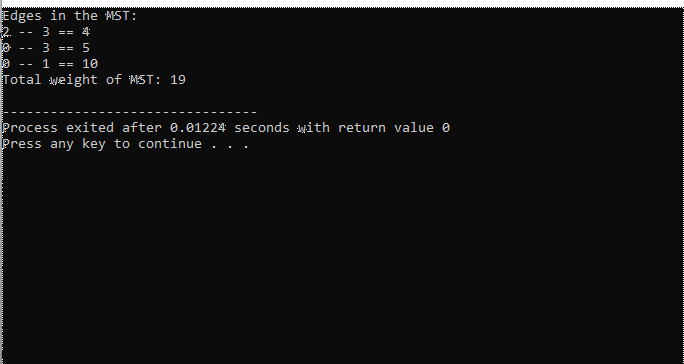 Edges in the MST:
2 -- 3 == 4
0 -- 3 == 5
0 -- 1 == 10
Total weight of MST: 19
--------------------------------
Process exited after 0.01224 seconds with return value 0
Press any key to continue . . .